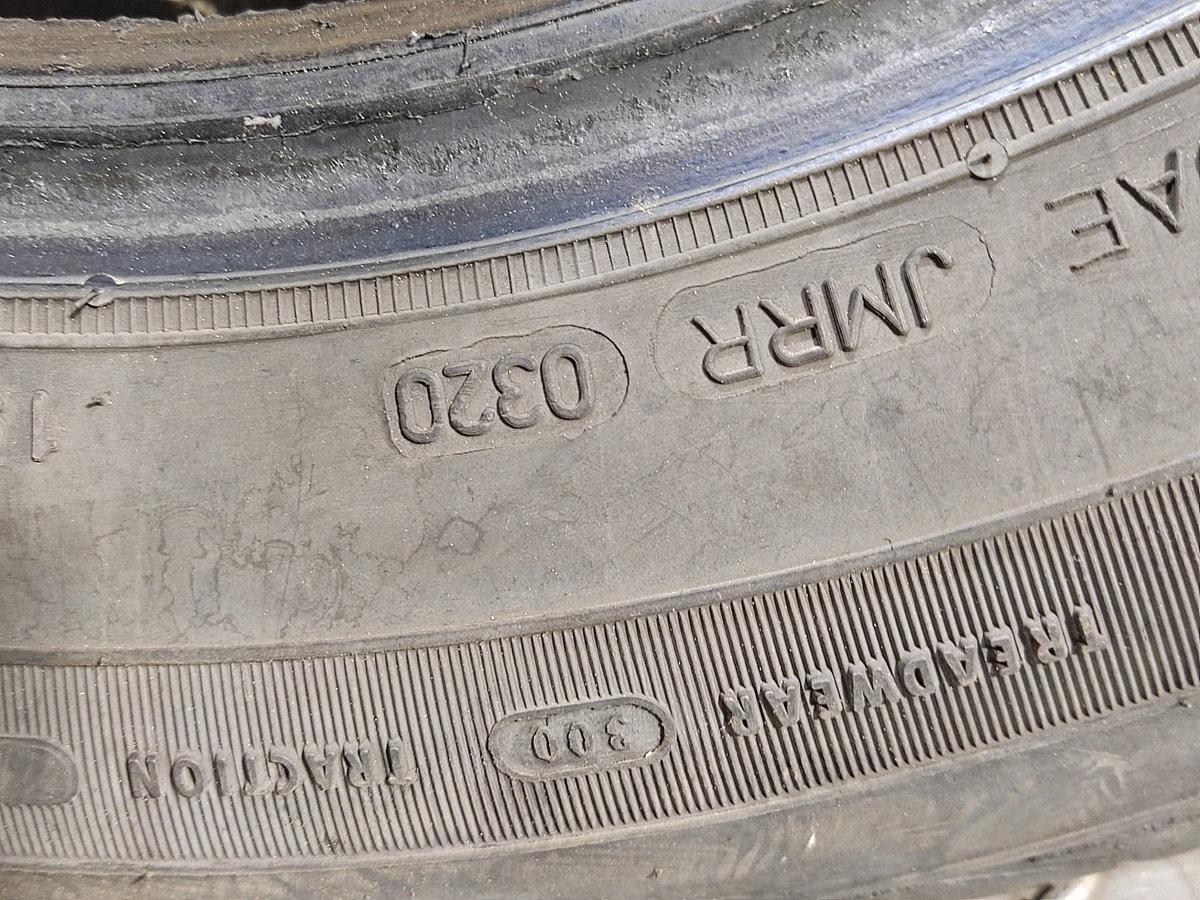 TREADWEAR 300 TRACTION
JMRR 0320